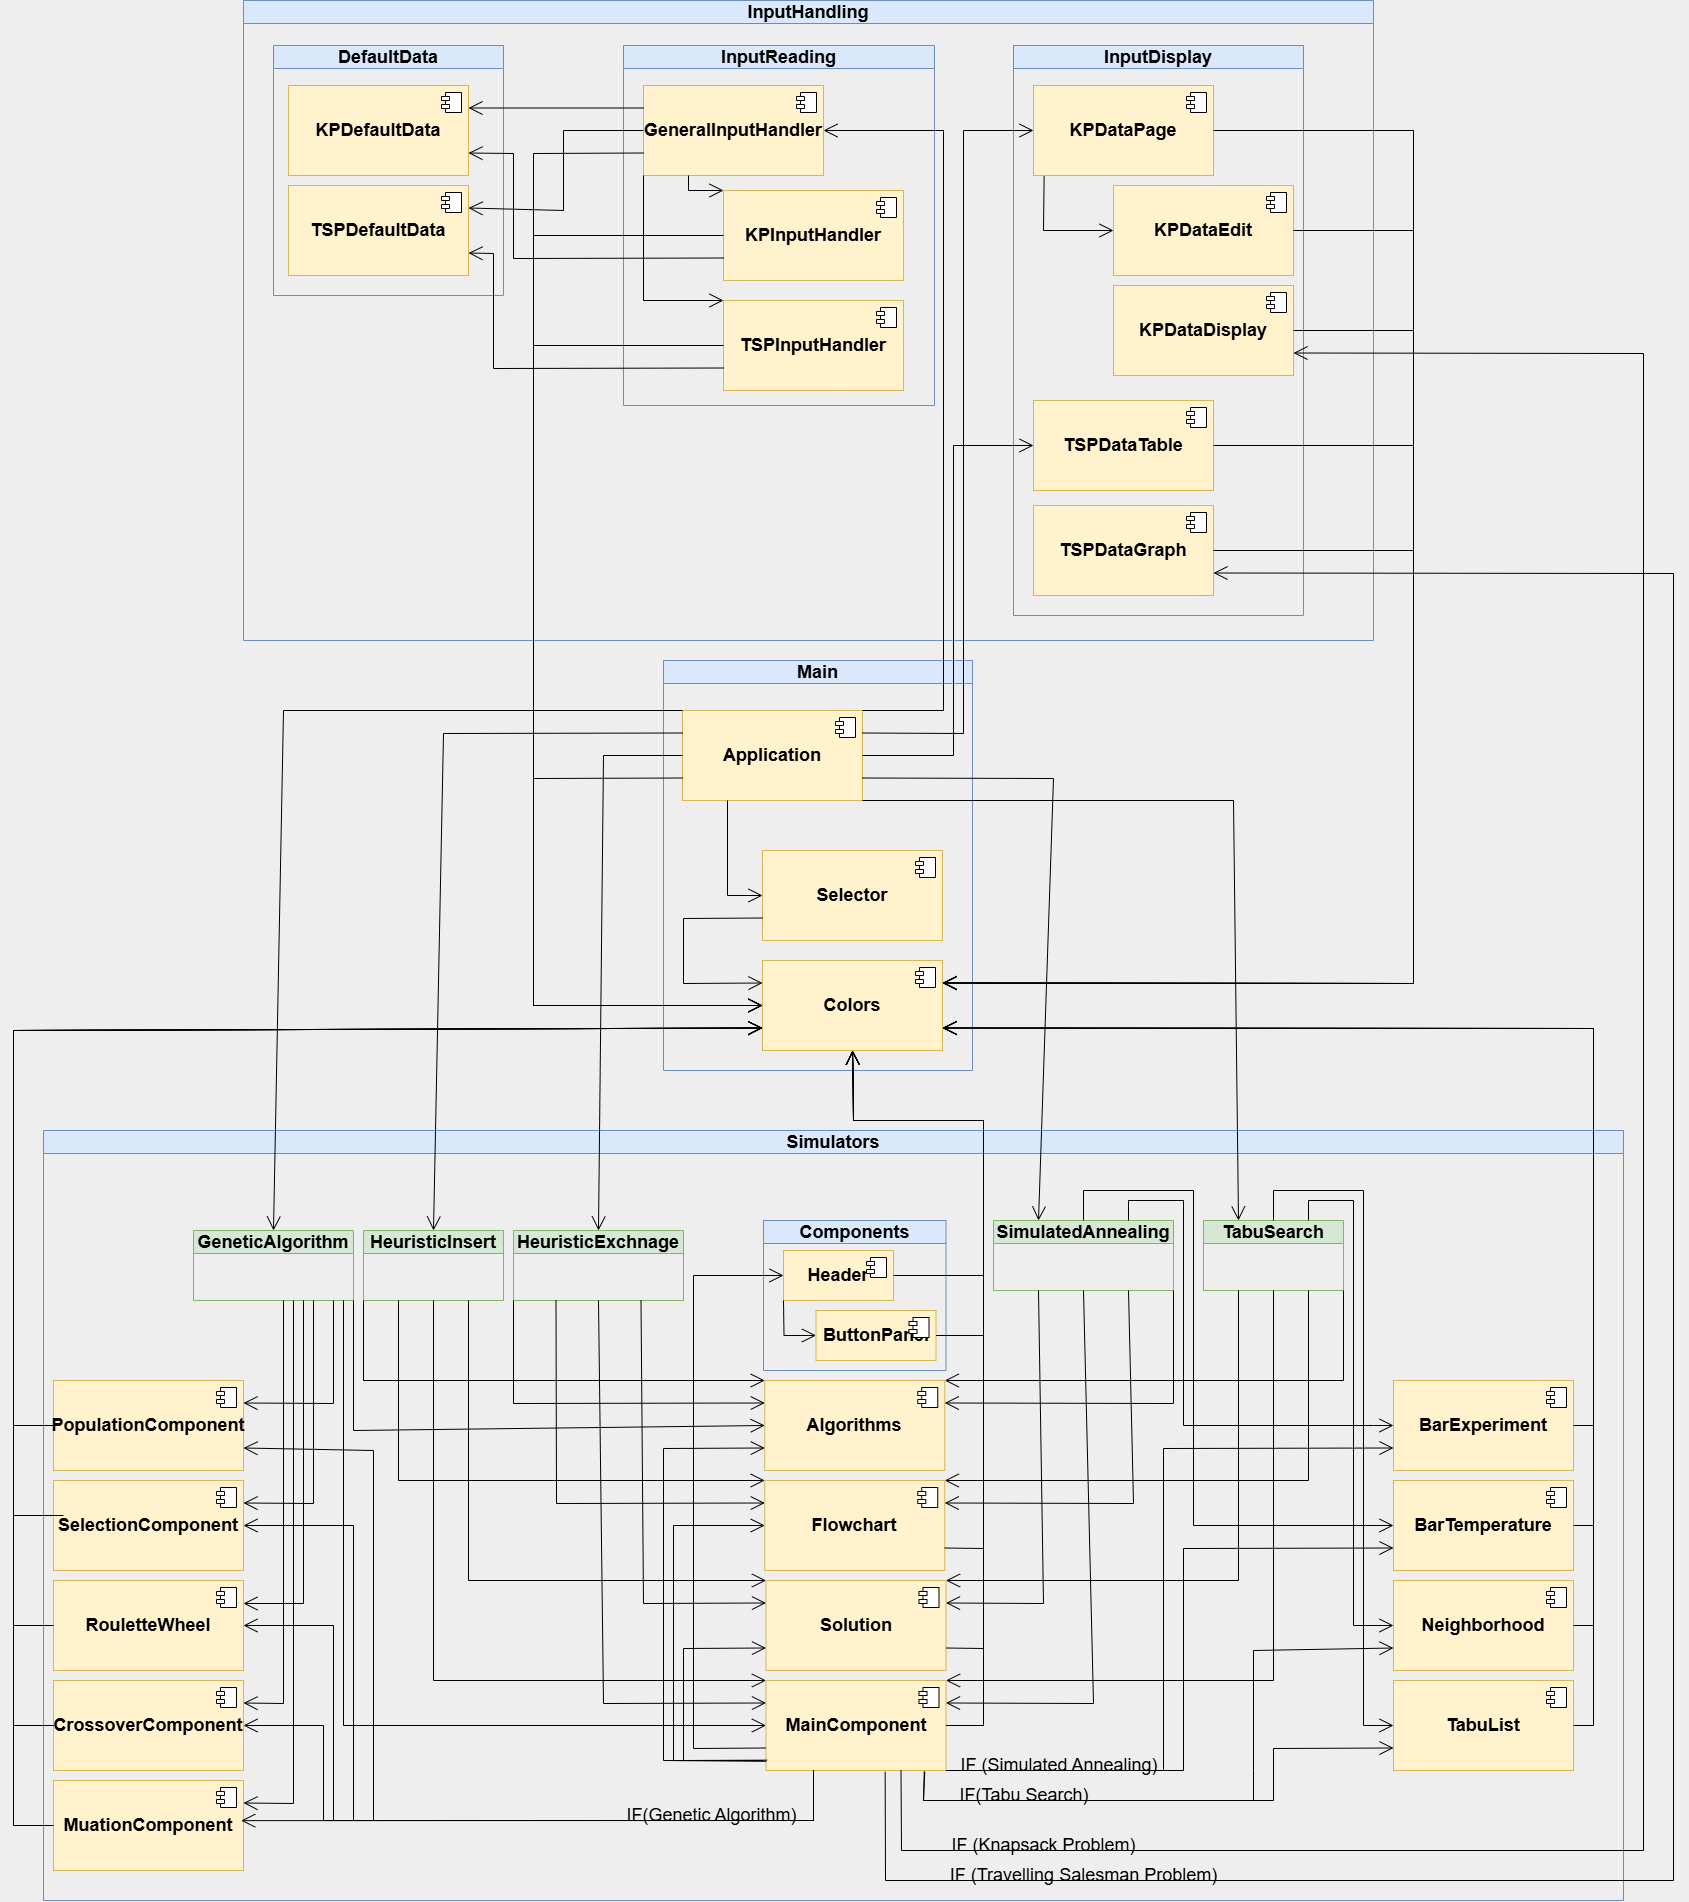 InputHandling
DefaultData
InputReading
InputDisplay
KPDefaultData
GeneralInputHandler
KPDataPage
TSPDefaultData
KPInputHandler
KPDataEdit
KPDataDisplay
TSPInputHandler
TSPDataTable
TSPDataGraph
Main
Application
Selector
Colors
Simulators
GeneticAlgorithm
HeuristicInsert
HeuristicExchnage
Components
SimulatedAnnealing
TabuSearch
Header
ButtonPanel
PopulationComponent
Algorithms
BarExperiment
SelectionComponent
Flowchart
BarTemperature
RouletteWheel
Solution
Neighborhood
CrossoverComponent
MainComponent
TabuList
IF (Simulated Annealing)
IF(Tabu Search)
IF(Genetic Algorithm)
MuationComponent
IF (Knapsack Problem)
IF (Travelling Salesman Problem)